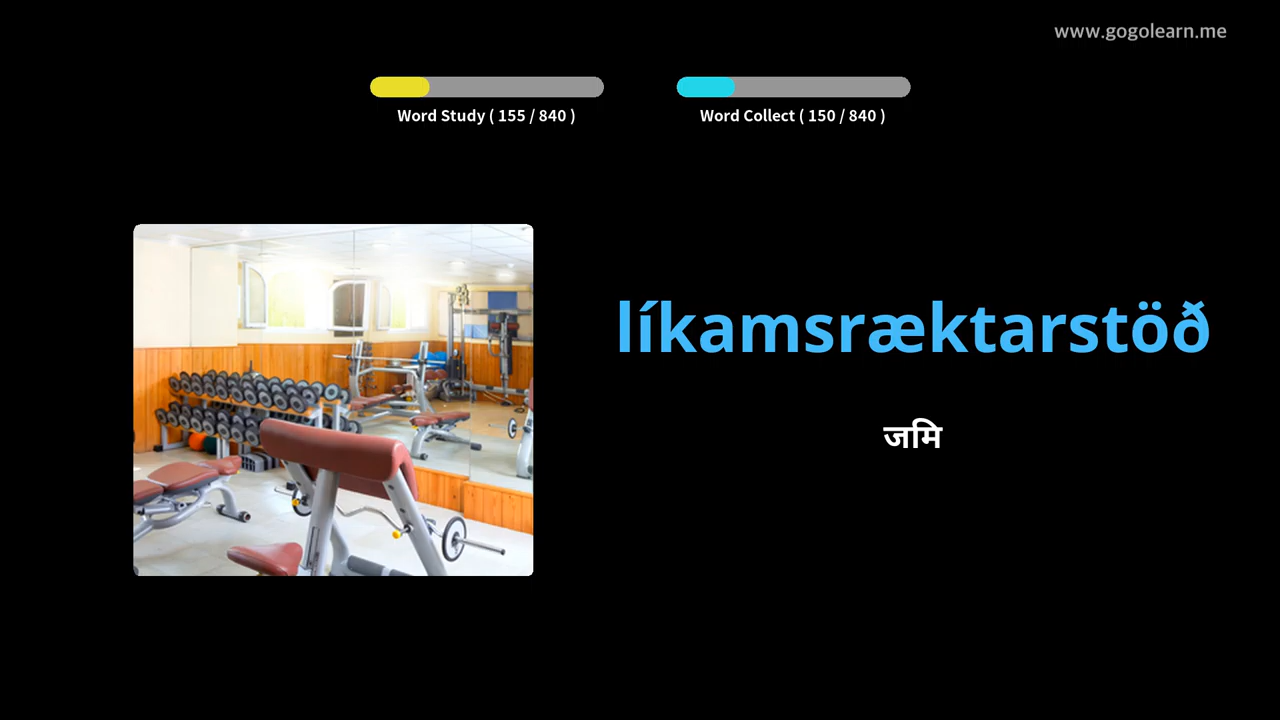 www.gogolearn.me
Word Study ( 155 / 840 )
Word Collect ( 150 / 840 )
líkamsræktarstöð
जमि